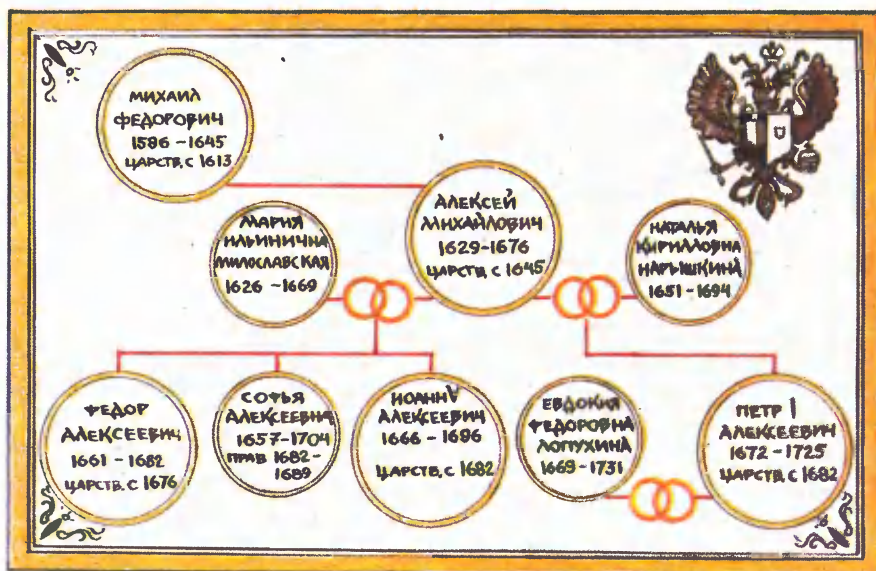 МИХАИЛ
ФЕДОРОВИЧ
1596 – 1645
ЦАРСТВ. С 1613
АЛЕКСЕЙ
МИХАЙЛОВИЧ
1629-1676
ЦАРСТВ. С 1645
МАРИЯ
ИЛЬИНИЧНА
МИЛОСЛАВСКАЯ
1626 – 1669
НАТАЛЬЯ
КИРИЛЛОВНА
НАРЫШКИНА
1651 – 1694
ФЕДОР
АЛЕКСЕЕВИЧ
1661 – 1682
ЦАРСТВ. С 1676
СОФЬЯ
АЛЕКСЕЕВНА
1657-1704
ПРАВ 1682-
1689
ИОАНН V
АЛЕКСЕЕВИЧ
1666 – 1696
ЦАРСТВ. С 1682
ЕВДОКИЯ
ФЕДОРОВНА
ЛОПУХИНА
1669 – 1731
ПЕТР I
АЛЕКСЕЕВИЧ
1672 – 1725
ЦАРСТВ. С 1682